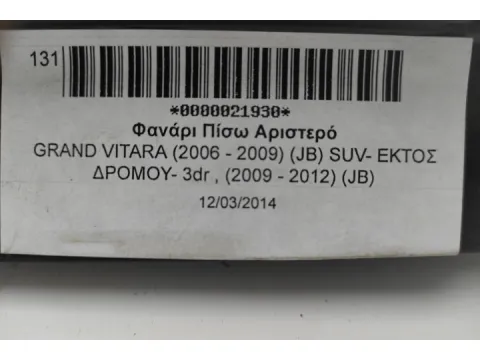 131
*0000021930*
Φανάρι Πίσω Αριστερό
GRAND VITARA (2006 - 2009) (JB) SUV- ΕΚΤΟΣ
ΔΡΟΜΟΥ- 3dr , (2009 - 2012) (JB)
12/03/2014